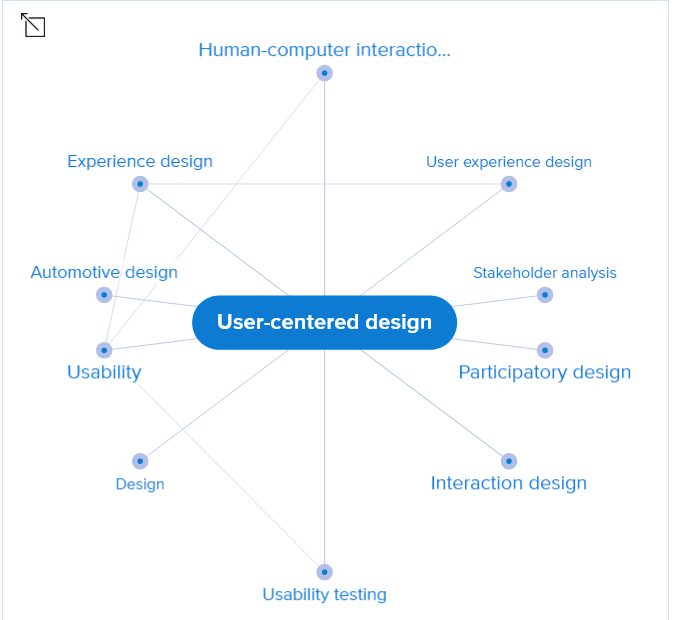 Human-computer interactio...
Experience design
User experience design
Automotive design
Stakeholder analysis
User-centered design
Usability
Participatory design
Design
Interaction design
Usability testing